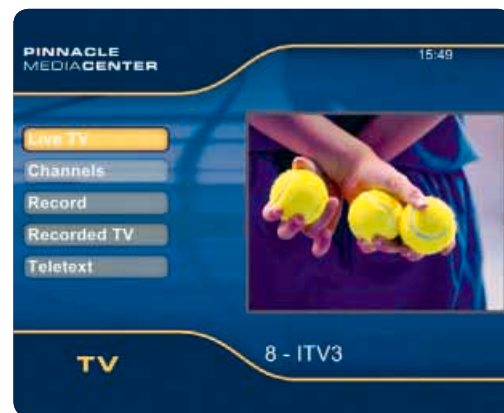 PINNACLE
MEDIACENTER
15:49
Live TV
Channels
Record
Recorded TV
Teletext
TV
8 - ITV3